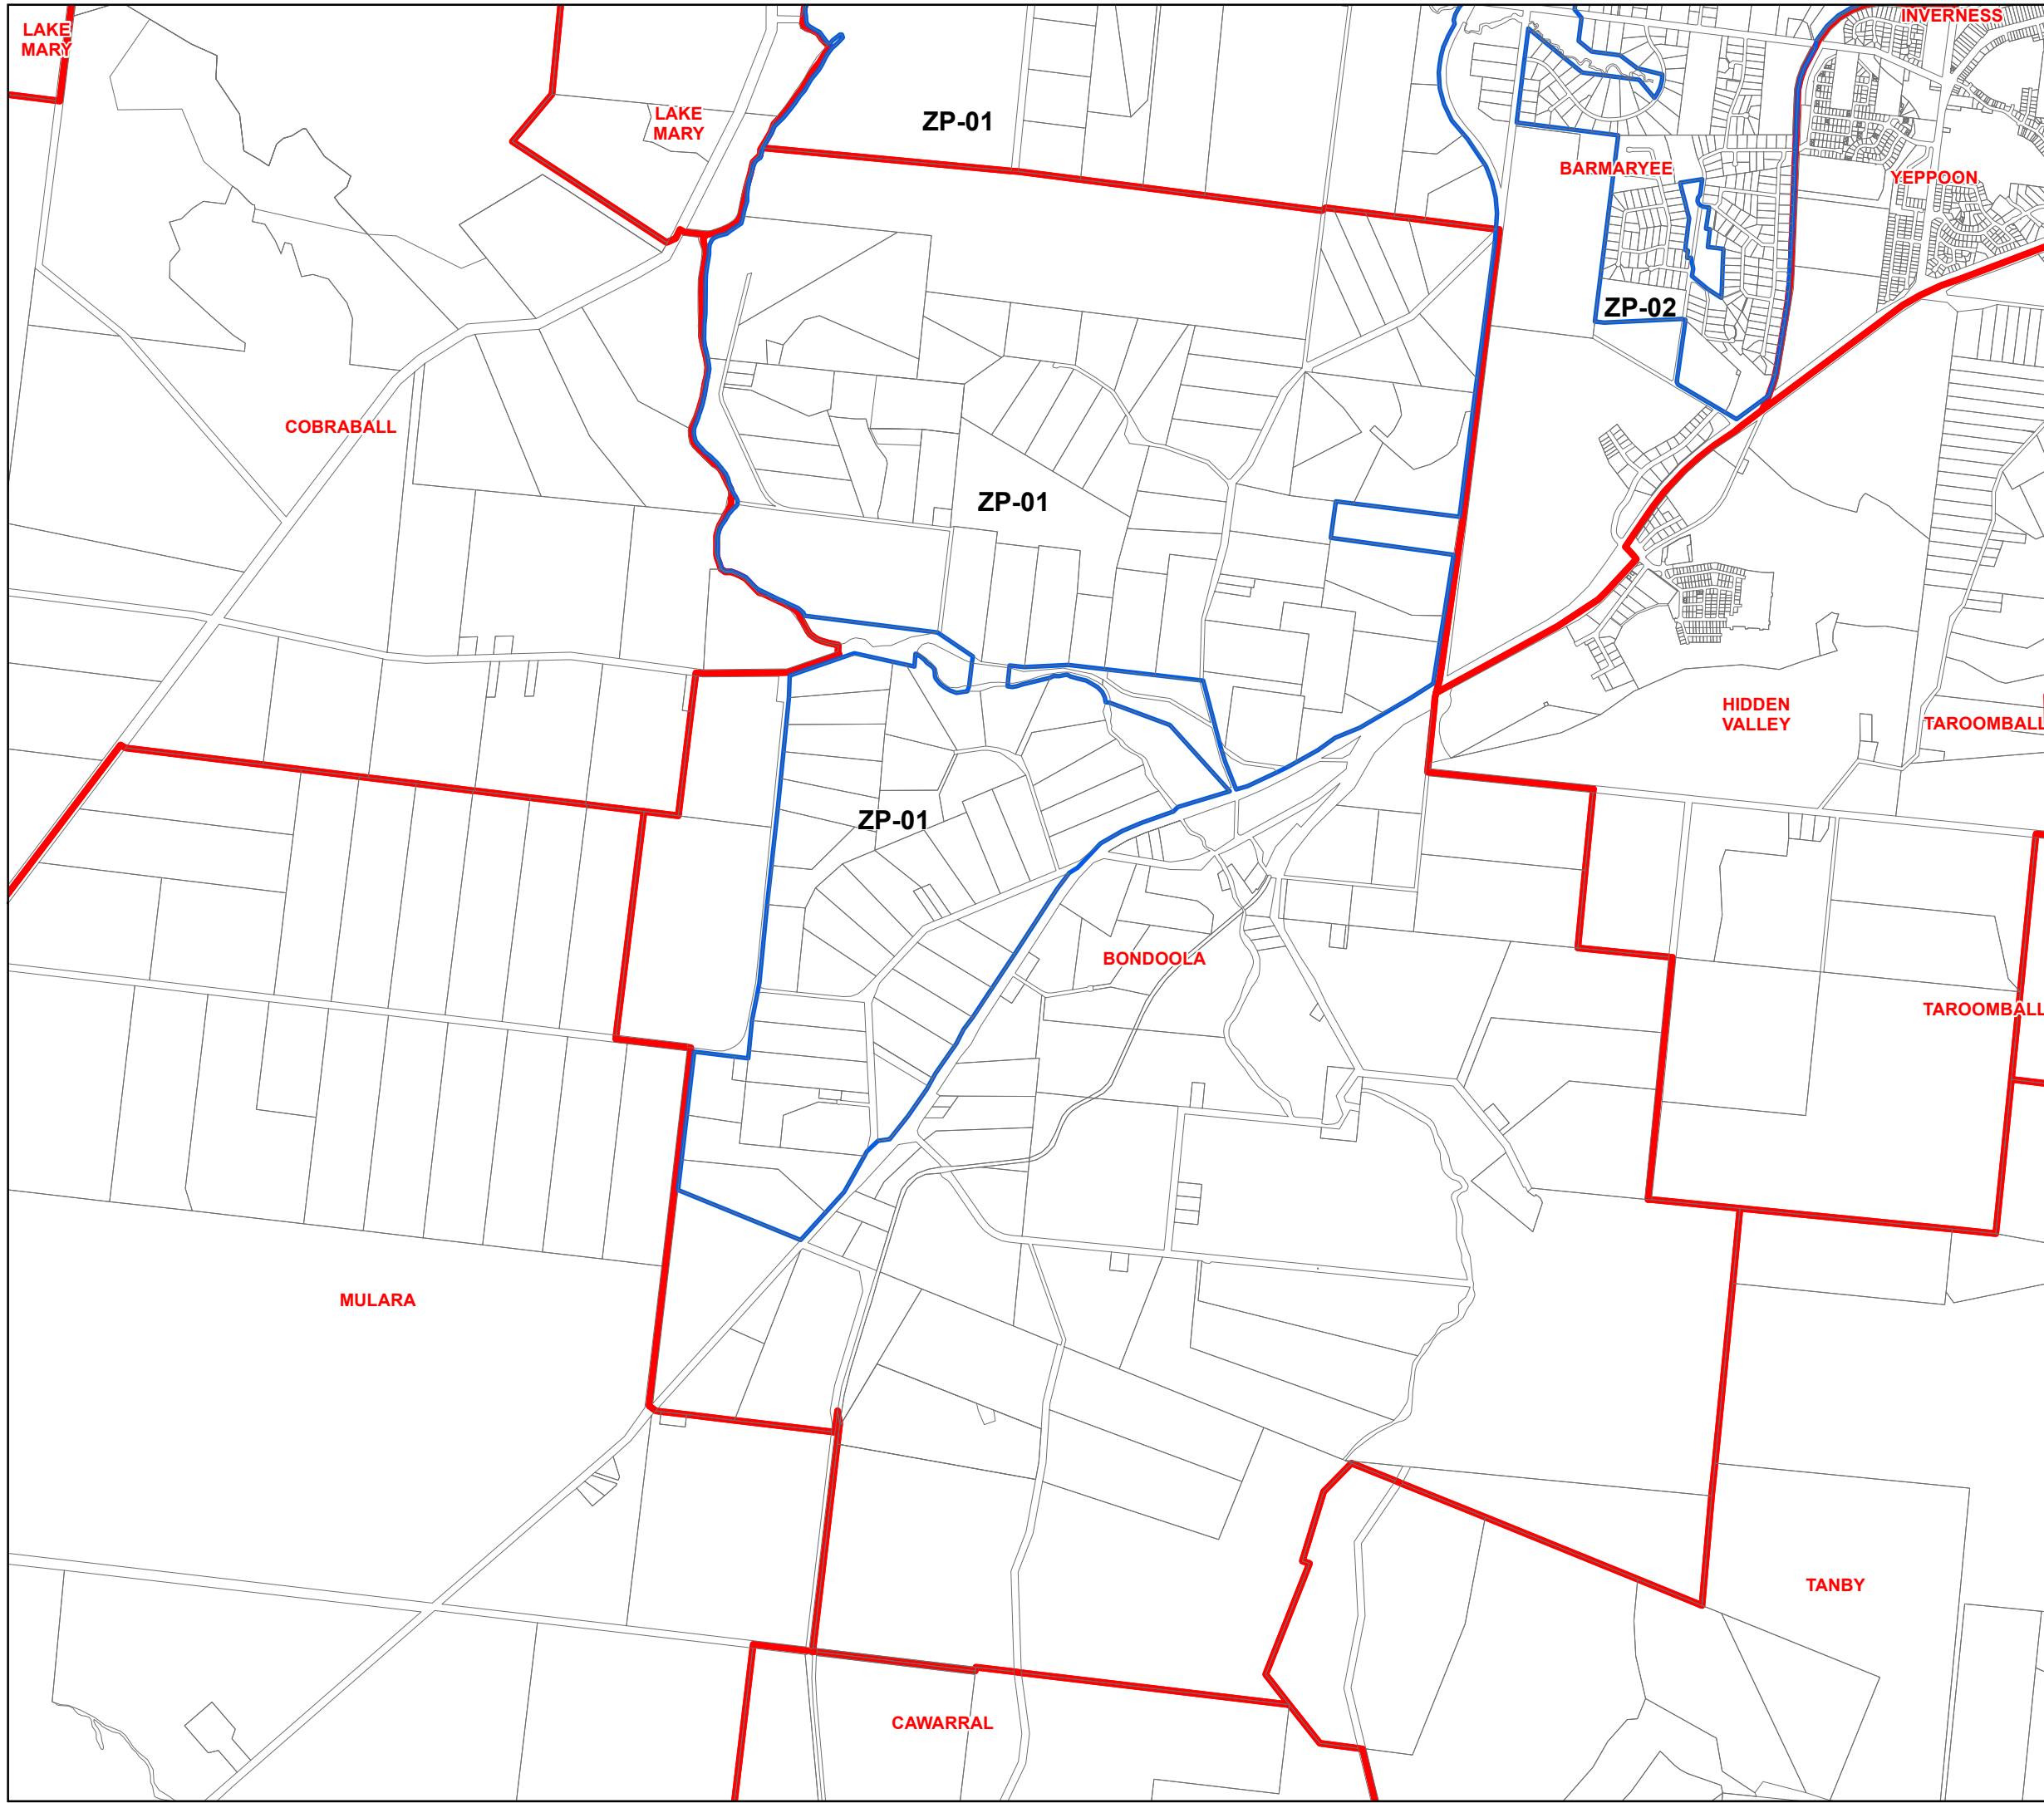 INVERNESS
LAKE
MARY
LAKE
MARY
ZP-01
BARMARYEE
YEPPOON
ZP-02
COBRABALL
ZP-01
HIDDEN
VALLEY
TAROOMBALL
ZP-01
BONDOOLA
TAROOMBALL
MULARA
TANBY
CAWARRAL